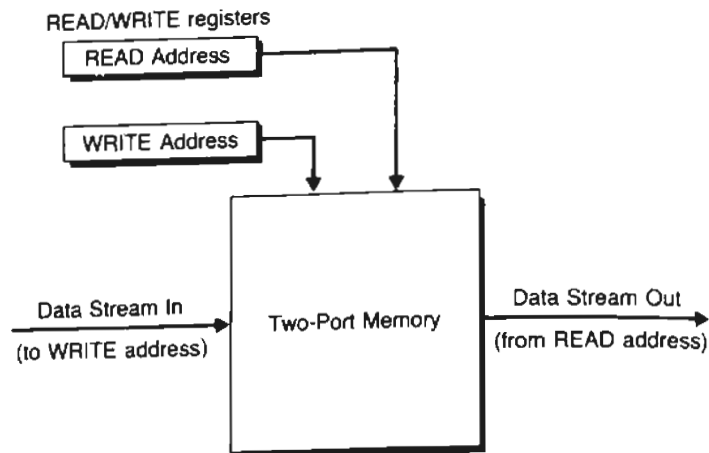 READ/WRITE registers
READ Address
WRITE Address
Data Stream In
(to WRITE address)
Two-Port Memory
Data Stream Out
(from READ address)